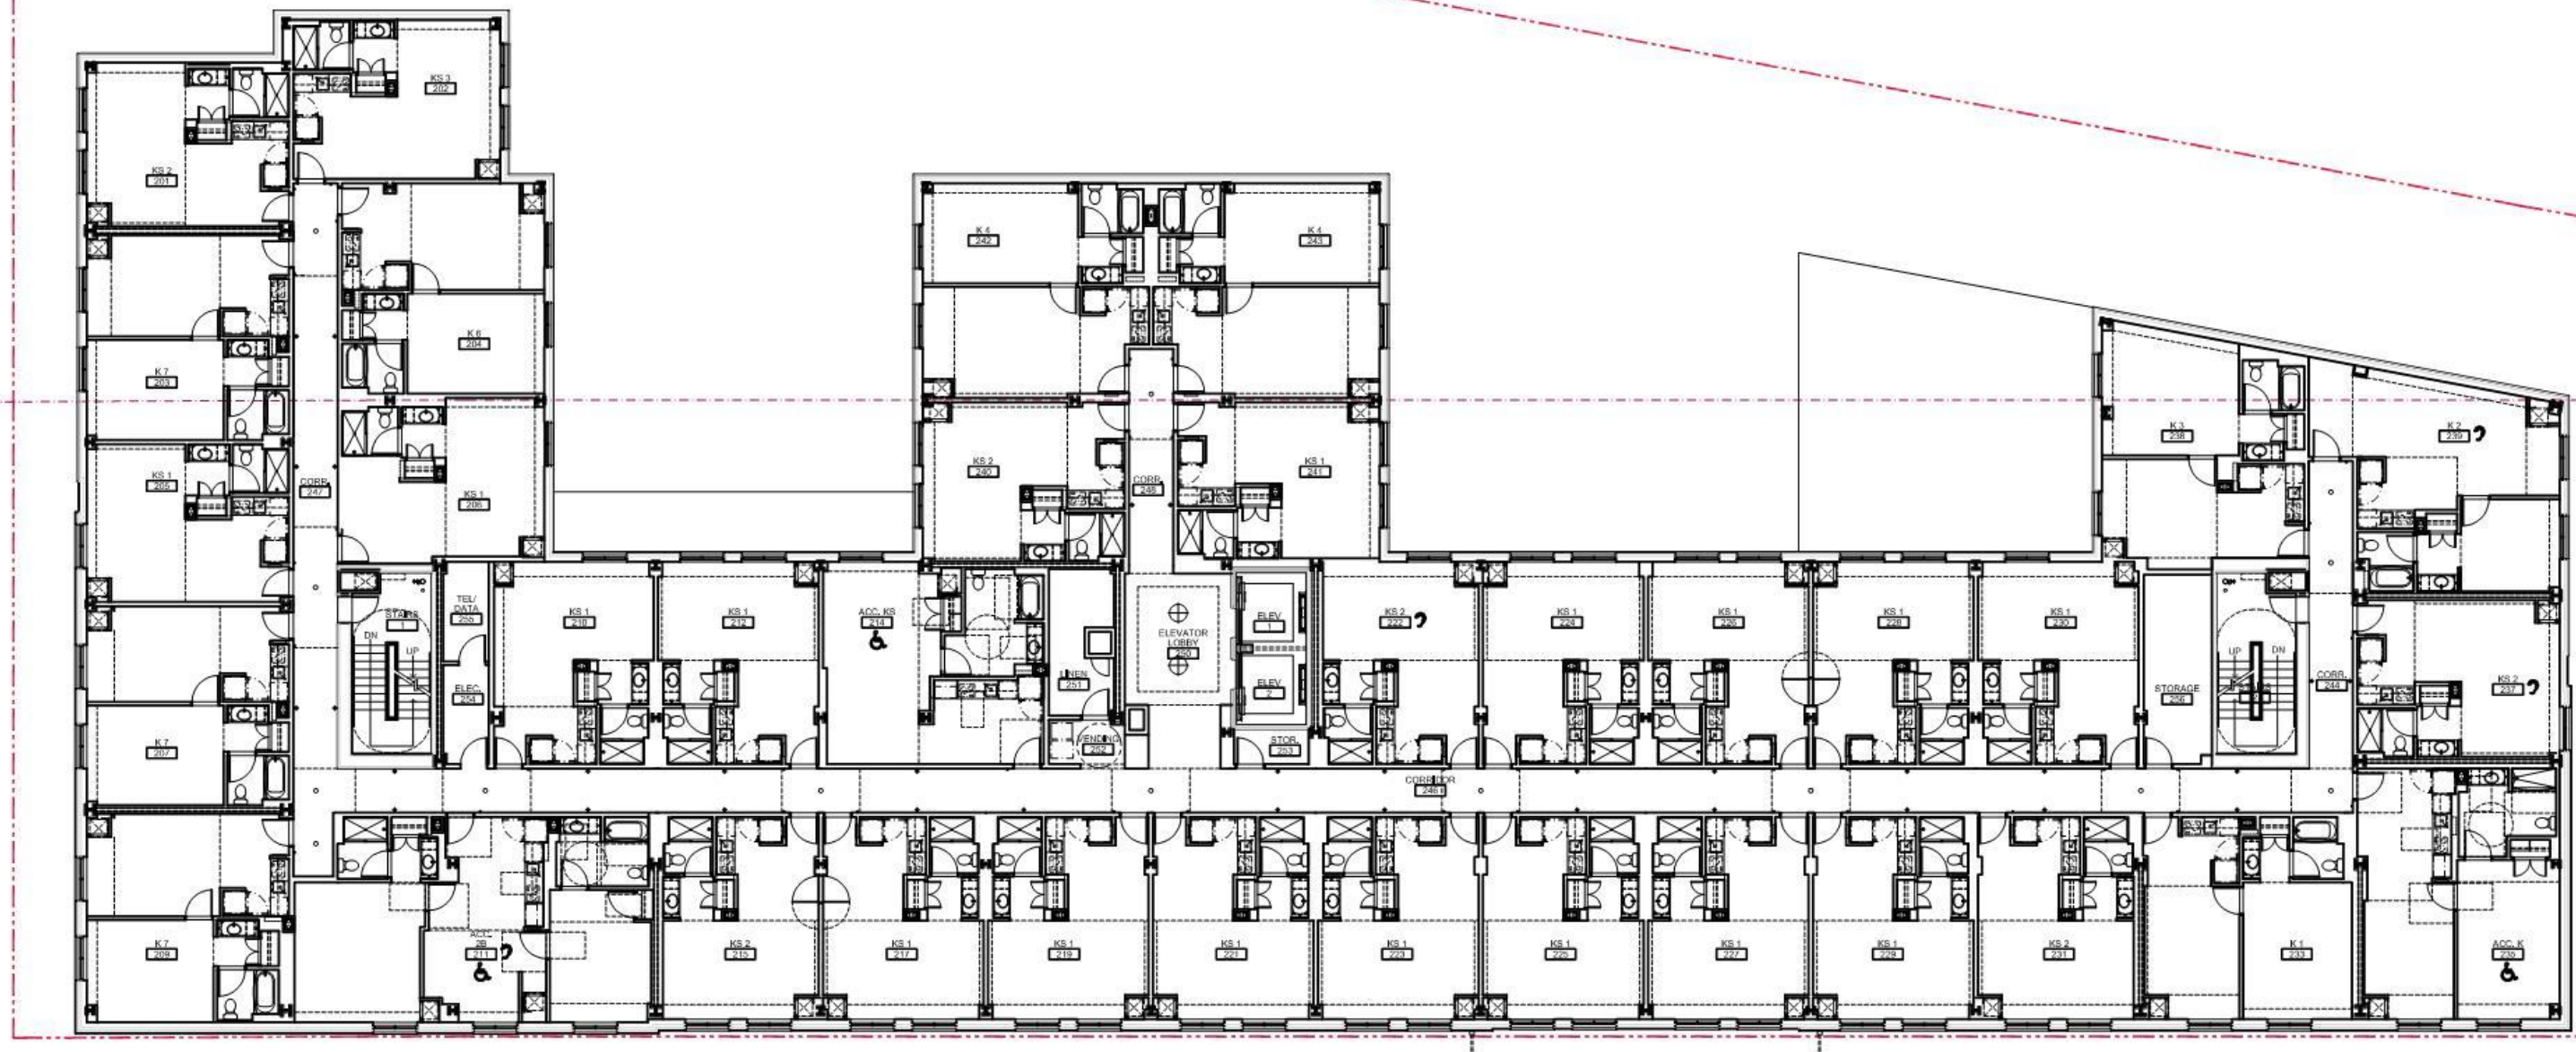 KS 3
202
KS 2
201
K 4
242
K 4
243
K 6
204
K 7
203
K 3
238
K 2
239
KS 1
205
CORR.
247
KS 1
206
KS 2
240
CORR.
248
KS 1
241
STAIRS
1
DN
UP
TEL/
DATA
255
ELEC.
254
KS 1
210
KS 1
212
ACC. KS
214
LINEN
251
VENDING
252
ELEVATOR
LOBBY
250
ELEV
1
ELEV
2
STOR.
253
KS 2
222
KS 1
224
KS 1
226
KS 1
228
KS 1
230
STORAGE
256
UP
DN
CORR.
244
KS 2
237
K 7
207
CORRIDOR
246
K 7
209
ACC.
2B
211
KS 2
215
KS 1
217
KS 1
219
KS 1
221
KS 1
223
KS 1
225
KS 1
227
KS 1
229
KS 2
231
K 1
233
ACC. K
235